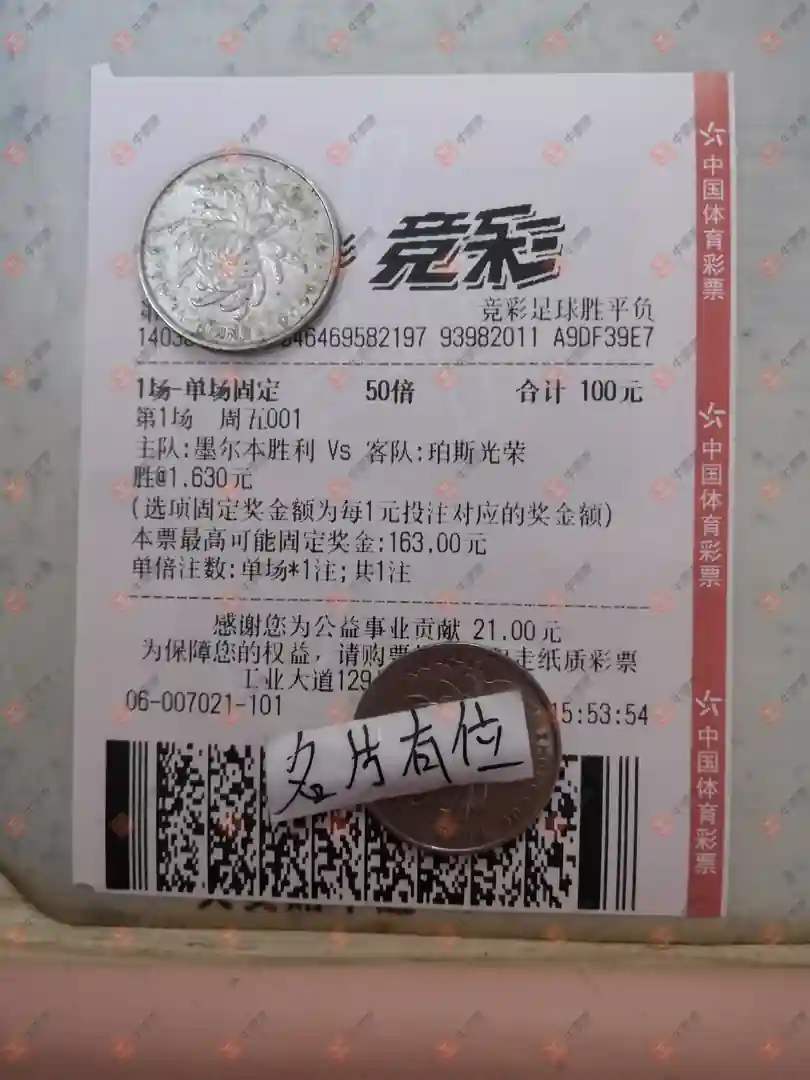 竞彩
竞彩足球胜平负
46469582197 93982011 A9DF39E7
1场-单场固定 50倍 合计 100元
第1场 周五001
主队:墨尔本胜利 Vs 客队:珀斯光荣
胜@1.630元
(选项固定奖金额为每1元投注对应的奖金额)
本票最高可能固定奖金:163.00元
单倍注数:单场*1注;共1注
感谢您为公益事业贡献 21.00元
为保障您的权益，请购票 走纸质彩票
工业大道129
06-007021-101 15:53:54
名片有位
中国体育彩票
中国体育彩票
中国体育彩票